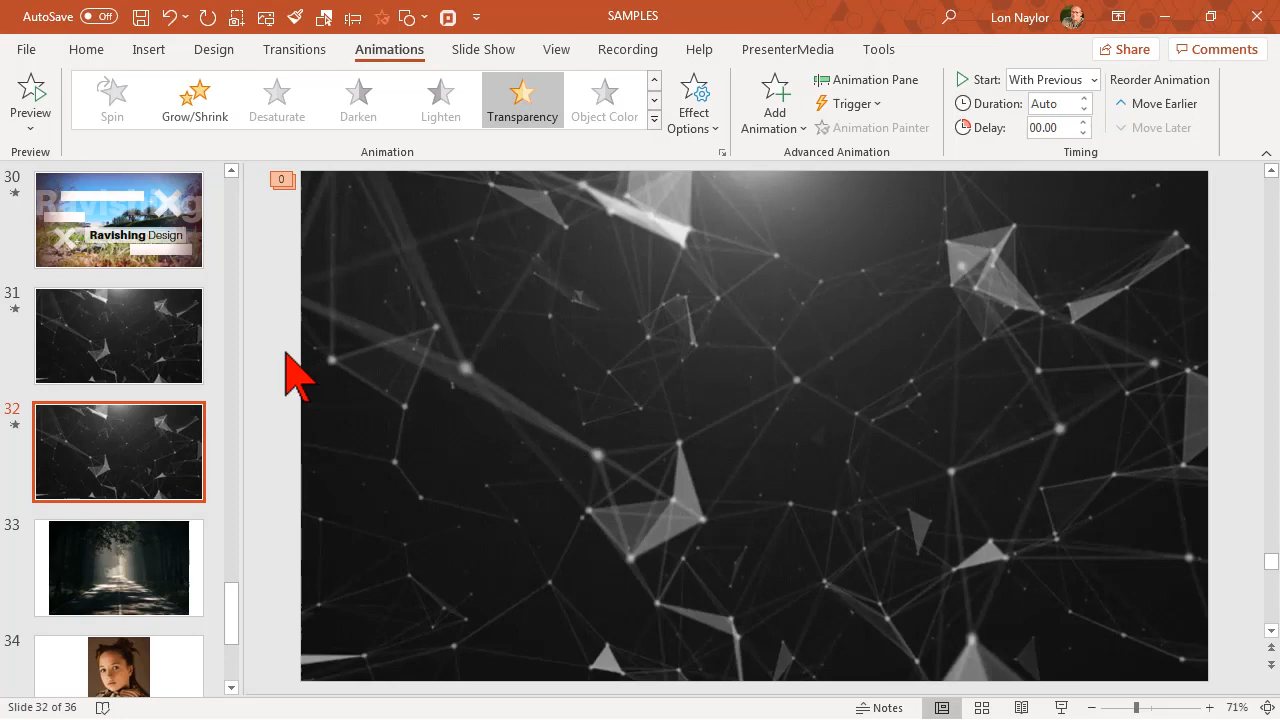 AutoSave Off SAMPLES Lon Naylor
File Home Insert Design Transitions Animations Slide Show View Recording Help PresenterMedia Tools Share Comments
Preview
Spin Grow/Shrink Desaturate Darken Lighten Transparency Object Color
Effect Options
Add Animation
Animation Pane
Trigger
Animation Painter
Start: With Previous
Duration: Auto
Delay: 00.00
Reorder Animation
Move Earlier
Move Later
Preview Animation Advanced Animation Timing
30
Ravishing
Ravishing Design
0
31
32
33
34
Slide 32 of 36 Notes 71%